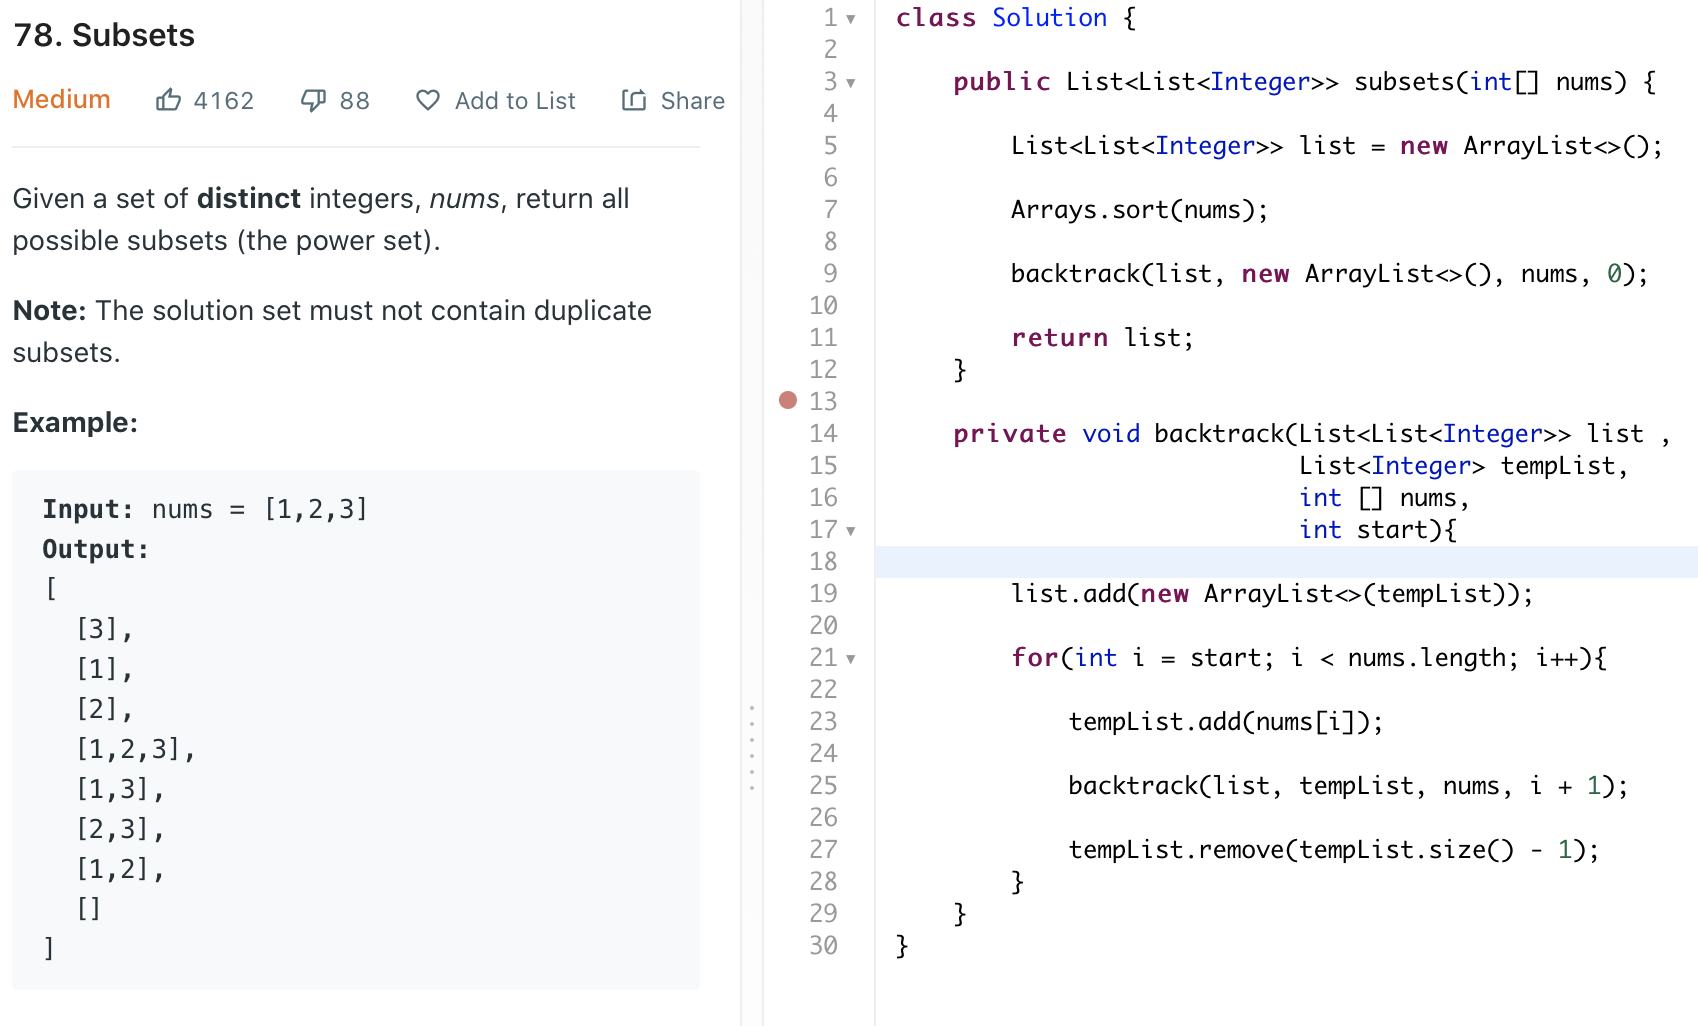 78. Subsets
Medium 4162 88 Add to List Share
Given a set of distinct integers, nums, return all
possible subsets (the power set).
Note: The solution set must not contain duplicate
subsets.
Example:
Input: nums = [1,2,3]
Output:
[
  [3],
  [1],
  [2],
  [1,2,3],
  [1,3],
  [2,3],
  [1,2],
  []
]
1 class Solution {
2
3     public List<List<Integer>> subsets(int[] nums) {
4
5         List<List<Integer>> list = new ArrayList<>();
6
7         Arrays.sort(nums);
8
9         backtrack(list, new ArrayList<>(), nums, 0);
10
11         return list;
12     }
13
14     private void backtrack(List<List<Integer>> list ,
15                             List<Integer> tempList,
16                             int [] nums,
17                             int start){
18
19         list.add(new ArrayList<>(tempList));
20
21         for(int i = start; i < nums.length; i++){
22
23             tempList.add(nums[i]);
24
25             backtrack(list, tempList, nums, i + 1);
26
27             tempList.remove(tempList.size() - 1);
28         }
29     }
30 }